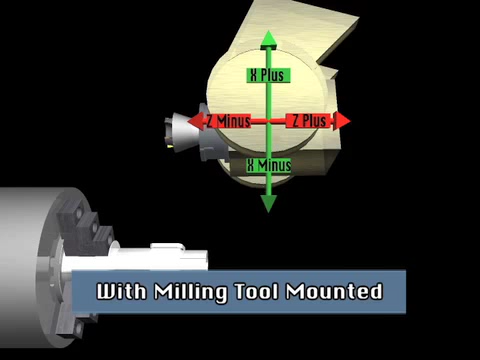 X Plus
Z Minus Z Plus
X Minus
With Milling Tool Mounted